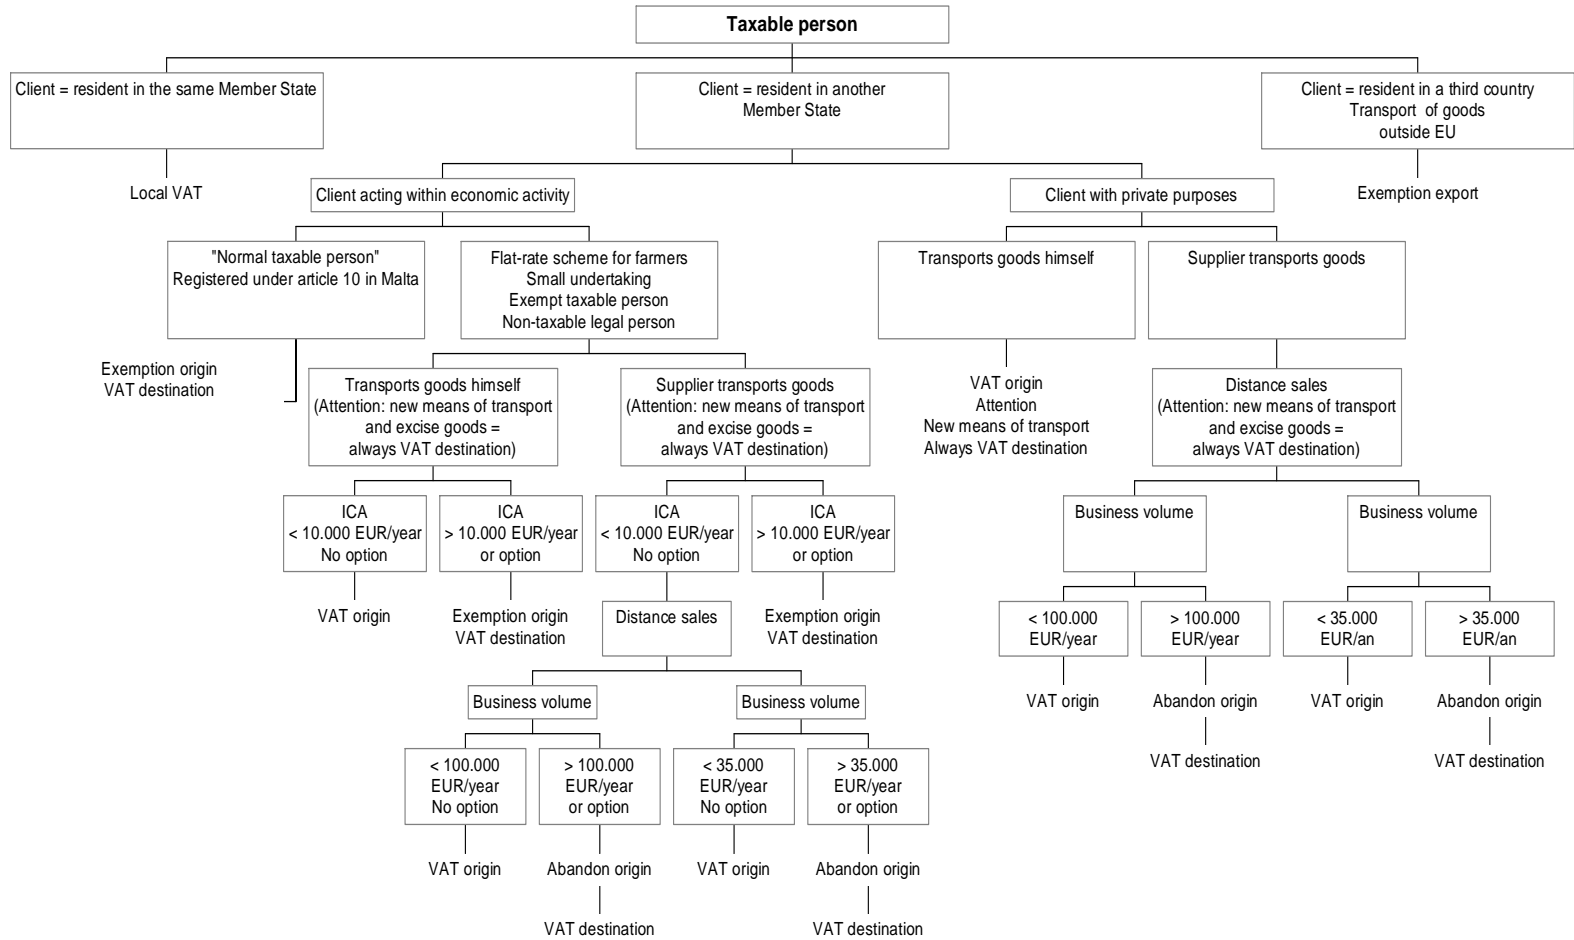 Taxable person
Client = resident in the same Member State
Client = resident in another
Member State
Client = resident in a third country
Transport of goods
outside EU
Local VAT
Client acting within economic activity
Client with private purposes
Exemption export
"Normal taxable person"
Registered under article 10 in Malta
Flat-rate scheme for farmers
Small undertaking
Exempt taxable person
Non-taxable legal person
Transports goods himself
Supplier transports goods
Exemption origin
VAT destination
Transports goods himself
(Attention: new means of transport
and excise goods =
always VAT destination)
Supplier transports goods
(Attention: new means of transport
and excise goods =
always VAT destination)
VAT origin
Attention
New means of transport
Always VAT destination
Distance sales
(Attention: new means of transport
and excise goods =
always VAT destination)
ICA
< 10.000 EUR/year
No option
ICA
> 10.000 EUR/year
or option
ICA
< 10.000 EUR/year
No option
ICA
> 10.000 EUR/year
or option
Business volume
Business volume
VAT origin
Exemption origin
VAT destination
Distance sales
Exemption origin
VAT destination
< 100.000
EUR/year
> 100.000
EUR/year
< 35.000
EUR/an
> 35.000
EUR/an
Business volume
Business volume
VAT origin
Abandon origin
VAT origin
Abandon origin
VAT destination
VAT destination
< 100.000
EUR/year
No option
> 100.000
EUR/year
or option
< 35.000
EUR/year
No option
> 35.000
EUR/year
or option
VAT origin
Abandon origin
VAT origin
Abandon origin
VAT destination
VAT destination